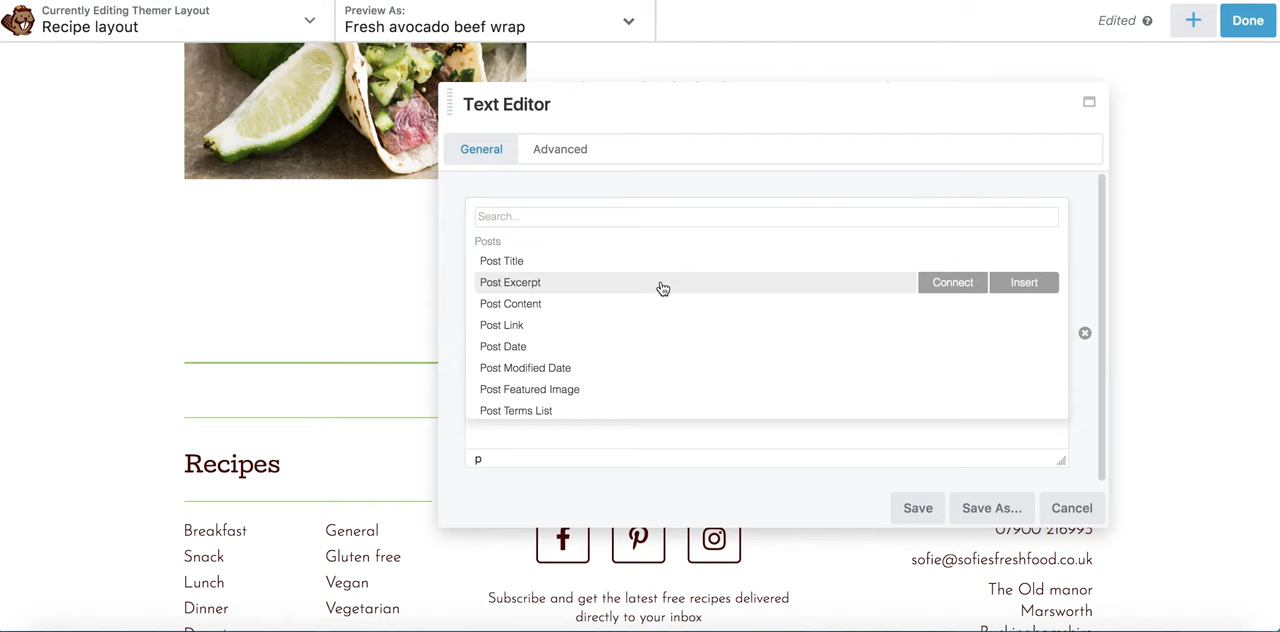 Currently Editing Themer Layout
Recipe layout
Preview As:
Fresh avocado beef wrap
Edited
Done
Text Editor
General
Advanced
Search...
Posts
Post Title
Post Excerpt
Connect
Insert
Post Content
Post Link
Post Date
Post Modified Date
Post Featured Image
Post Terms List
p
Save
Save As...
Cancel
Recipes
Breakfast
General
Snack
Gluten free
Lunch
Vegan
Dinner
Vegetarian
Subscribe and get the latest free recipes delivered
directly to your inbox
07900 216993
sofie@sofiesfreshfood.co.uk
The Old manor
Marsworth
Buckinghamshire